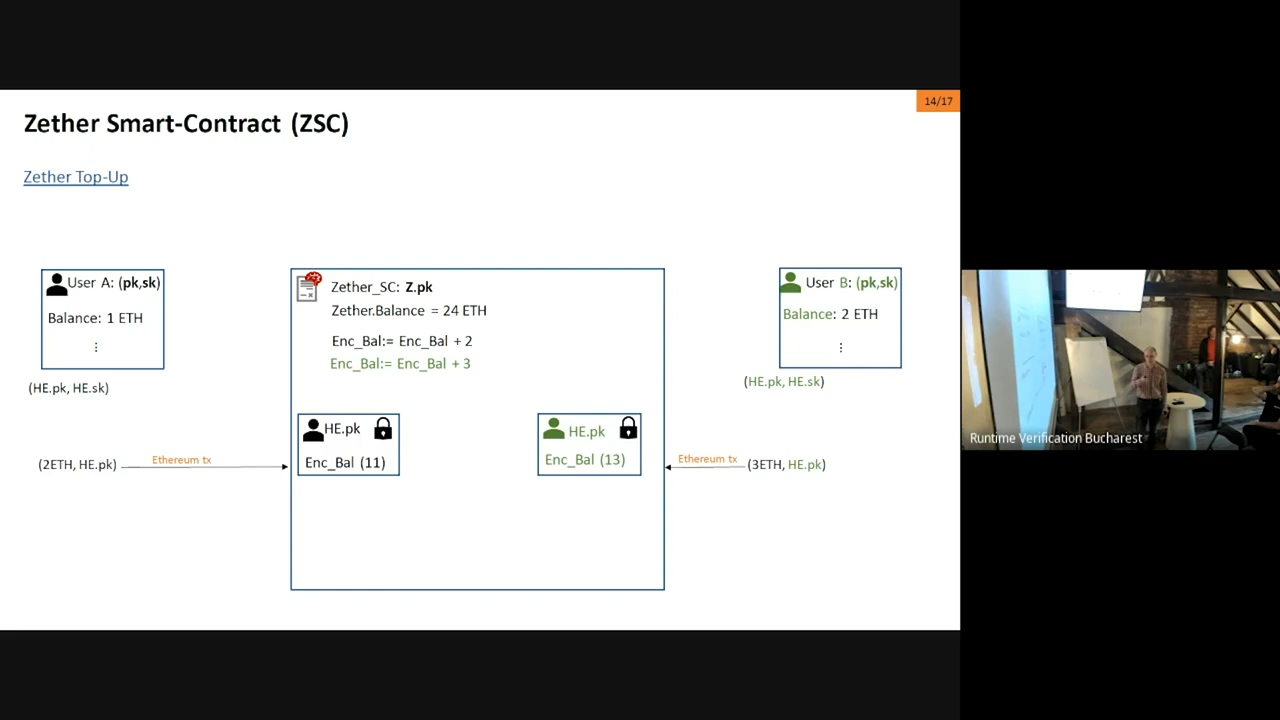 14/17
Zether Smart-Contract (ZSC)
Zether Top-Up
User A: (pk,sk)
Balance: 1 ETH
⋮
(HE.pk, HE.sk)
(2ETH, HE.pk)
Ethereum tx
Zether_SC: Z.pk
Zether.Balance = 24 ETH
Enc_Bal:= Enc_Bal + 2
Enc_Bal:= Enc_Bal + 3
HE.pk
Enc_Bal (11)
HE.pk
Enc_Bal (13)
User B: (pk,sk)
Balance: 2 ETH
⋮
(HE.pk, HE.sk)
Ethereum tx
(3ETH, HE.pk)
Runtime Verification Bucharest